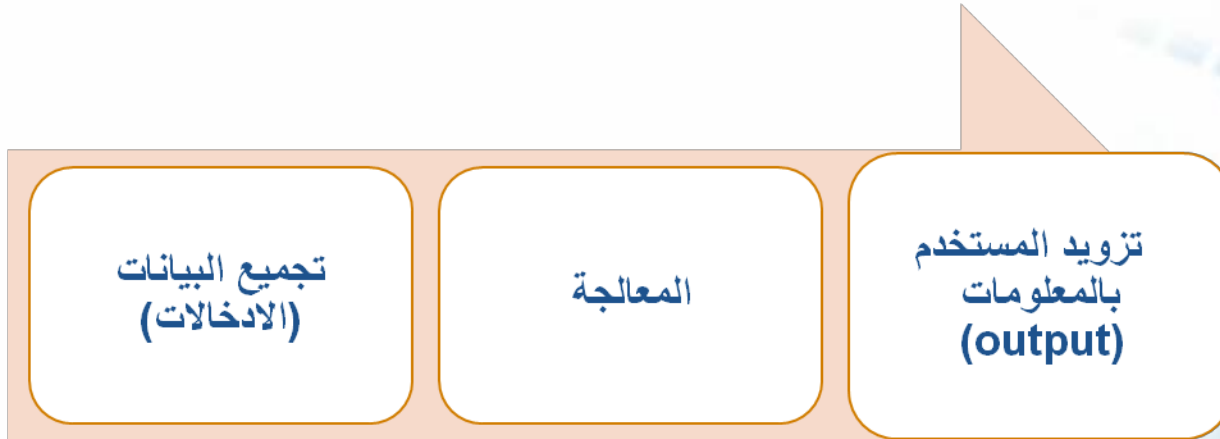 تجميع البيانات
(الادخالات)
المعالجة
تزويد المستخدم
بالمعلومات
(output)